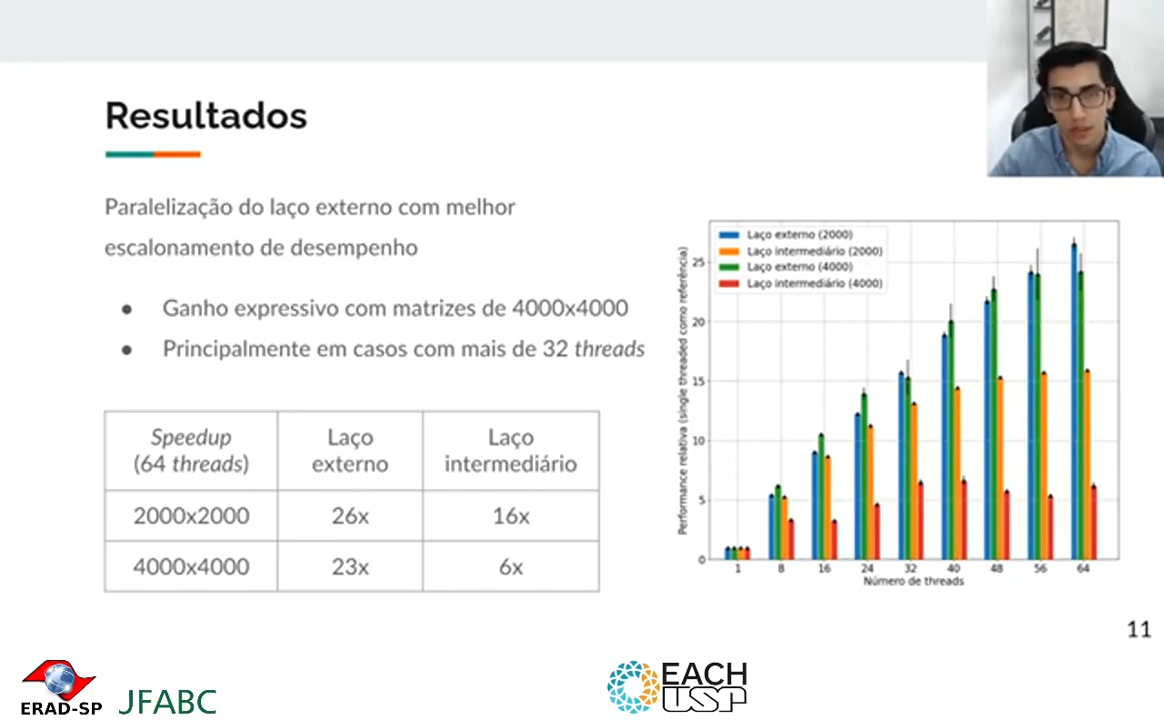 Resultados
Paralelização do laço externo com melhor
escalonamento de desempenho
● Ganho expressivo com matrizes de 4000x4000
● Principalmente em casos com mais de 32 threads
Speedup
(64 threads)
Laço
externo
Laço
intermediário
2000x2000
26x
16x
4000x4000
23x
6x
Laço externo (2000)
Laço intermediário (2000)
Laço externo (4000)
Laço intermediário (4000)
Performance relativa (single threaded como referência)
25
20
15
10
5
0
1 8 16 24 32 40 48 56 64
Número de threads
11
ERAD-SP
JFABC
EACH
USP